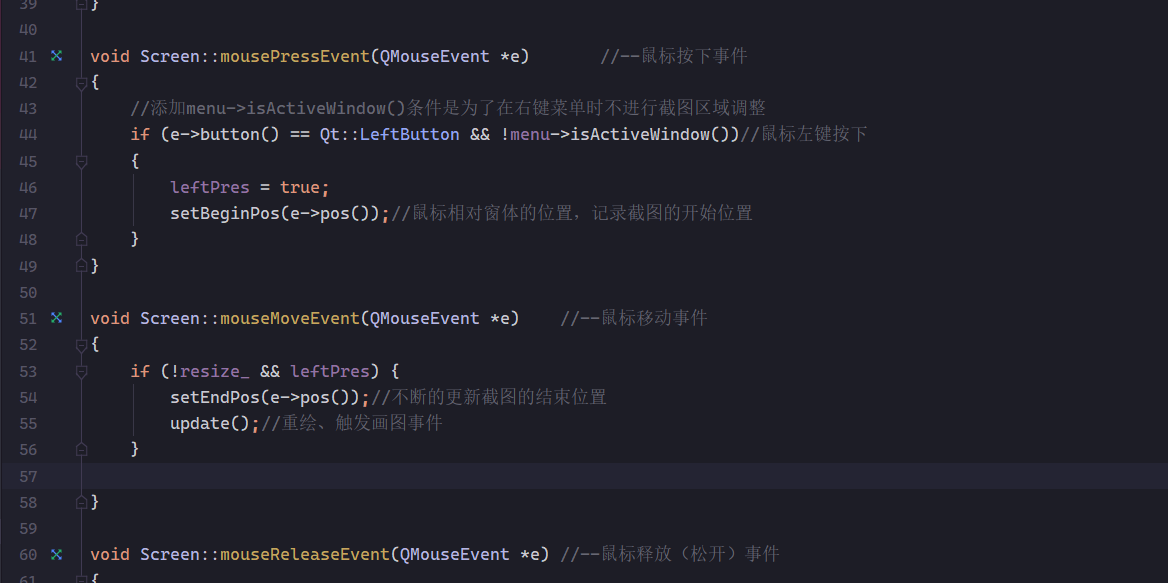 39 }
40
41 void Screen::mousePressEvent(QMouseEvent *e) //--鼠标按下事件
42 {
43 //添加menu->isActiveWindow()条件是为了在右键菜单时不进行截图区域调整
44 if (e->button() == Qt::LeftButton && !menu->isActiveWindow())//鼠标左键按下
45 {
46 leftPres = true;
47 setBeginPos(e->pos());//鼠标相对窗体的位置，记录截图的开始位置
48 }
49 }
50
51 void Screen::mouseMoveEvent(QMouseEvent *e) //--鼠标移动事件
52 {
53 if (!resize_ && leftPres) {
54 setEndPos(e->pos());//不断的更新截图的结束位置
55 update();//重绘、触发画图事件
56 }
57
58 }
59
60 void Screen::mouseReleaseEvent(QMouseEvent *e) //--鼠标释放（松开）事件
61 {